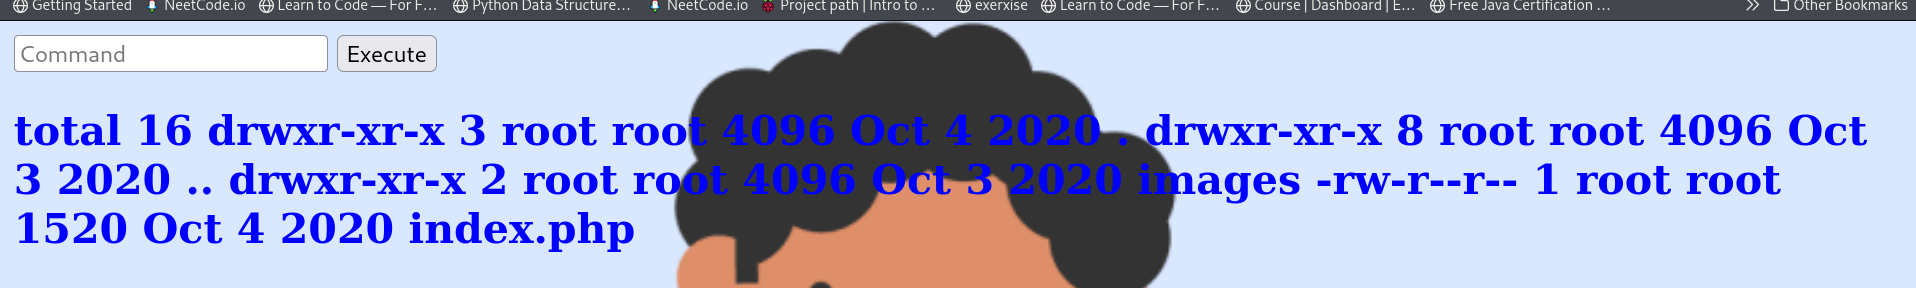 Getting Started NeetCode.io Learn to Code — For F… Python Data Structure… NeetCode.io Project path | Intro to … exerxise Learn to Code — For F… Course | Dashboard | E… Free Java Certification … Other Bookmarks
Command Execute
total 16 drwxr-xr-x 3 root root 4096 Oct 4 2020 . drwxr-xr-x 8 root root 4096 Oct
3 2020 .. drwxr-xr-x 2 root root 4096 Oct 3 2020 images -rw-r--r-- 1 root root
1520 Oct 4 2020 index.php